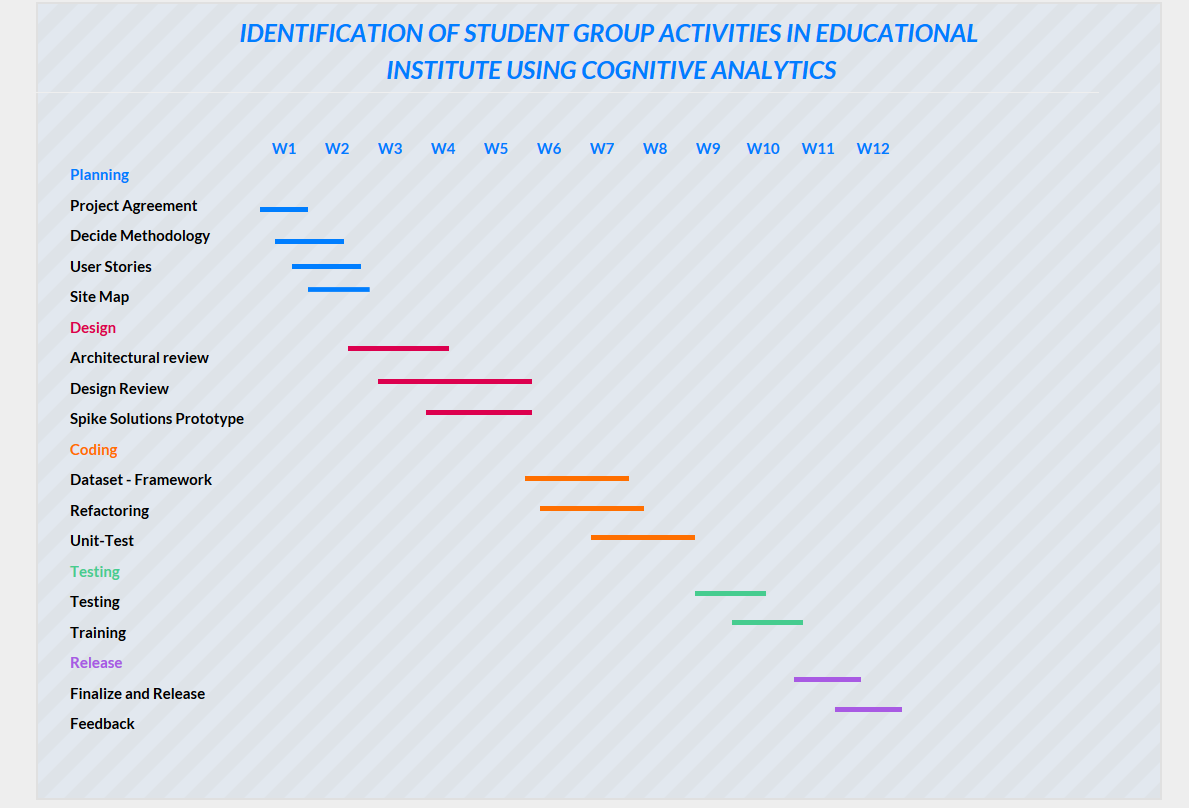 IDENTIFICATION OF STUDENT GROUP ACTIVITIES IN EDUCATIONAL
INSTITUTE USING COGNITIVE ANALYTICS
W1 W2 W3 W4 W5 W6 W7 W8 W9 W10 W11 W12
Planning
Project Agreement
Decide Methodology
User Stories
Site Map
Design
Architectural review
Design Review
Spike Solutions Prototype
Coding
Dataset - Framework
Refactoring
Unit-Test
Testing
Testing
Training
Release
Finalize and Release
Feedback